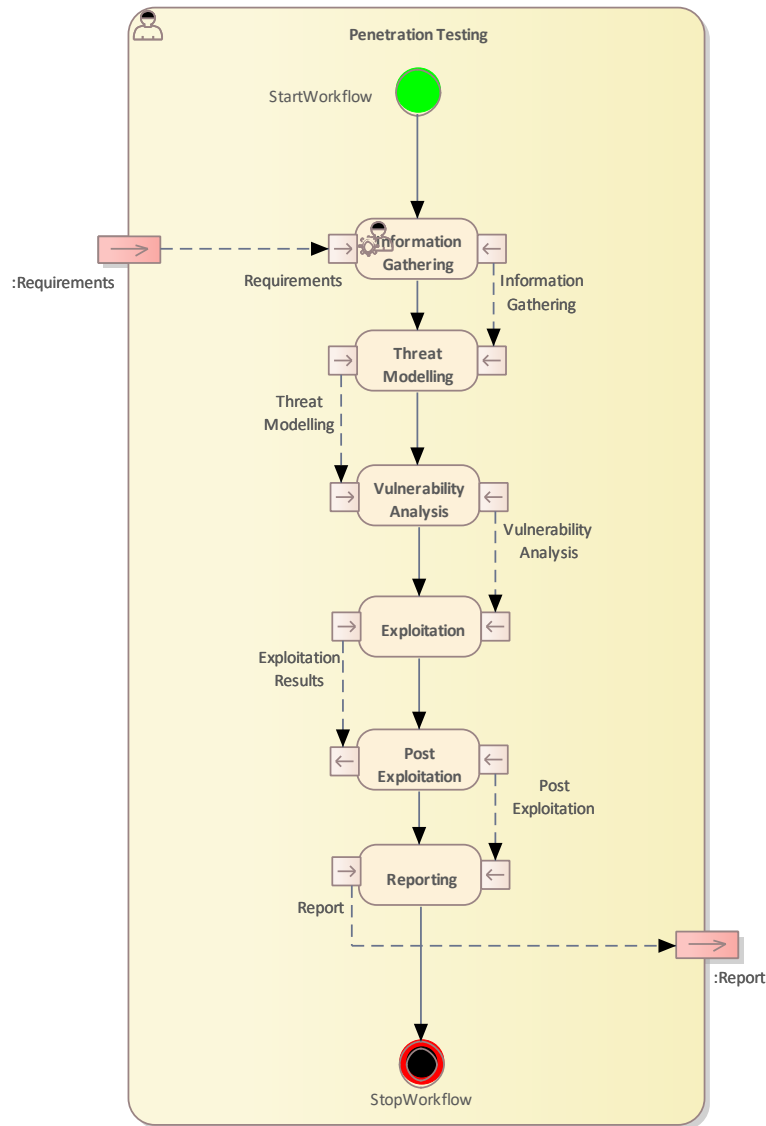 Penetration Testing
StartWorkflow
Information
Gathering
:Requirements
Requirements
Information
Gathering
Threat
Modelling
Threat
Modelling
Vulnerability
Analysis
Vulnerability
Analysis
Exploitation
Exploitation
Results
Post
Exploitation
Post
Exploitation
Reporting
Report
:Report
StopWorkflow